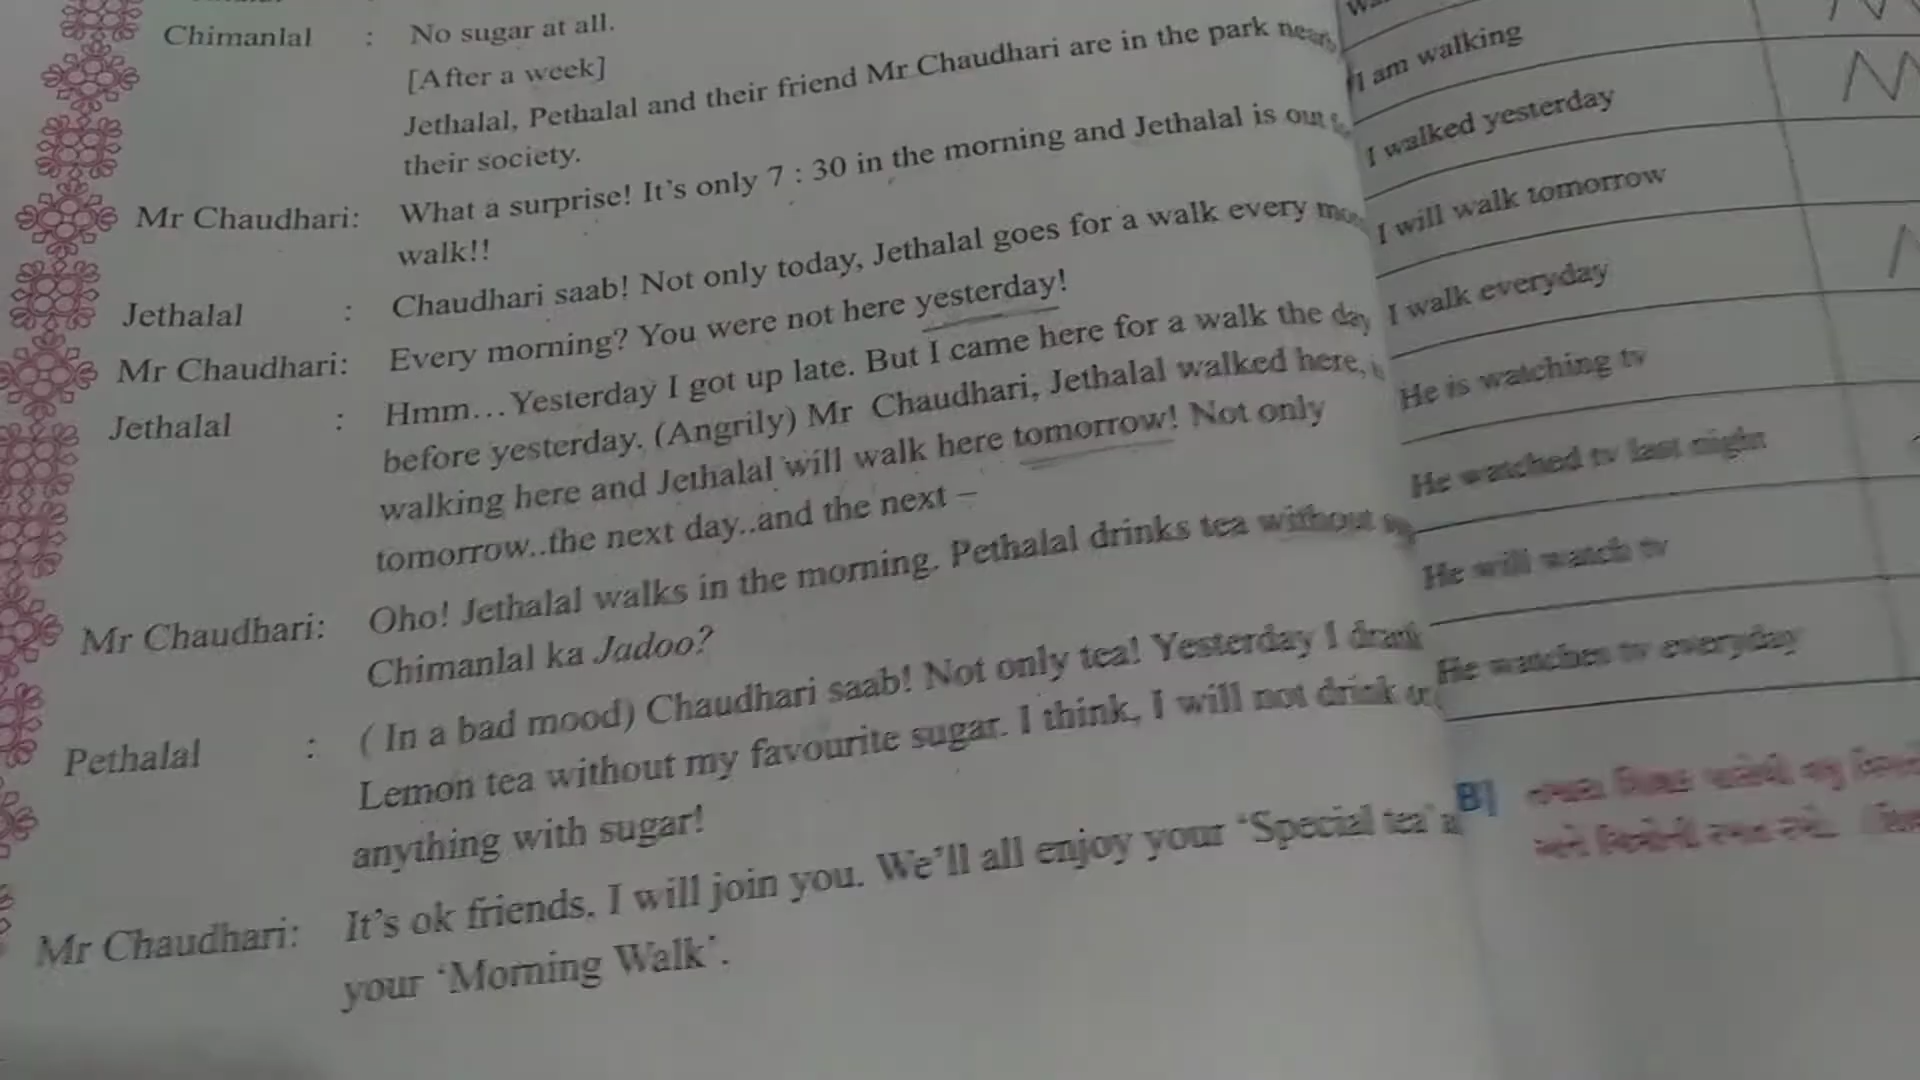 Chimanlal : No sugar at all.
[After a week]
Jethalal, Pethalal and their friend Mr Chaudhari are in the park near
their society.
Mr Chaudhari: What a surprise! It's only 7 : 30 in the morning and Jethalal is out
walk!!
Jethalal : Chaudhari saab! Not only today, Jethalal goes for a walk every
Mr Chaudhari: Every morning? You were not here yesterday!
Jethalal : Hmm...Yesterday I got up late. But I came here for a walk the day
before yesterday. (Angrily) Mr Chaudhari, Jethalal walked here,
walking here and Jethalal will walk here tomorrow! Not only
tomorrow..the next day..and the next –
Mr Chaudhari: Oho! Jethalal walks in the morning. Pethalal drinks tea without
Chimanlal ka Jadoo?
Pethalal : ( In a bad mood) Chaudhari saab! Not only tea! Yesterday I drank
Lemon tea without my favourite sugar. I think, I will not drink
anything with sugar!
Mr Chaudhari: It's ok friends, I will join you. We'll all enjoy your 'Special tea'
your 'Morning Walk'.
I am walking
I walked yesterday
I will walk tomorrow
I walk everyday
He is watching tv
He watched tv last night
He will watch tv
He watches tv everyday
B]